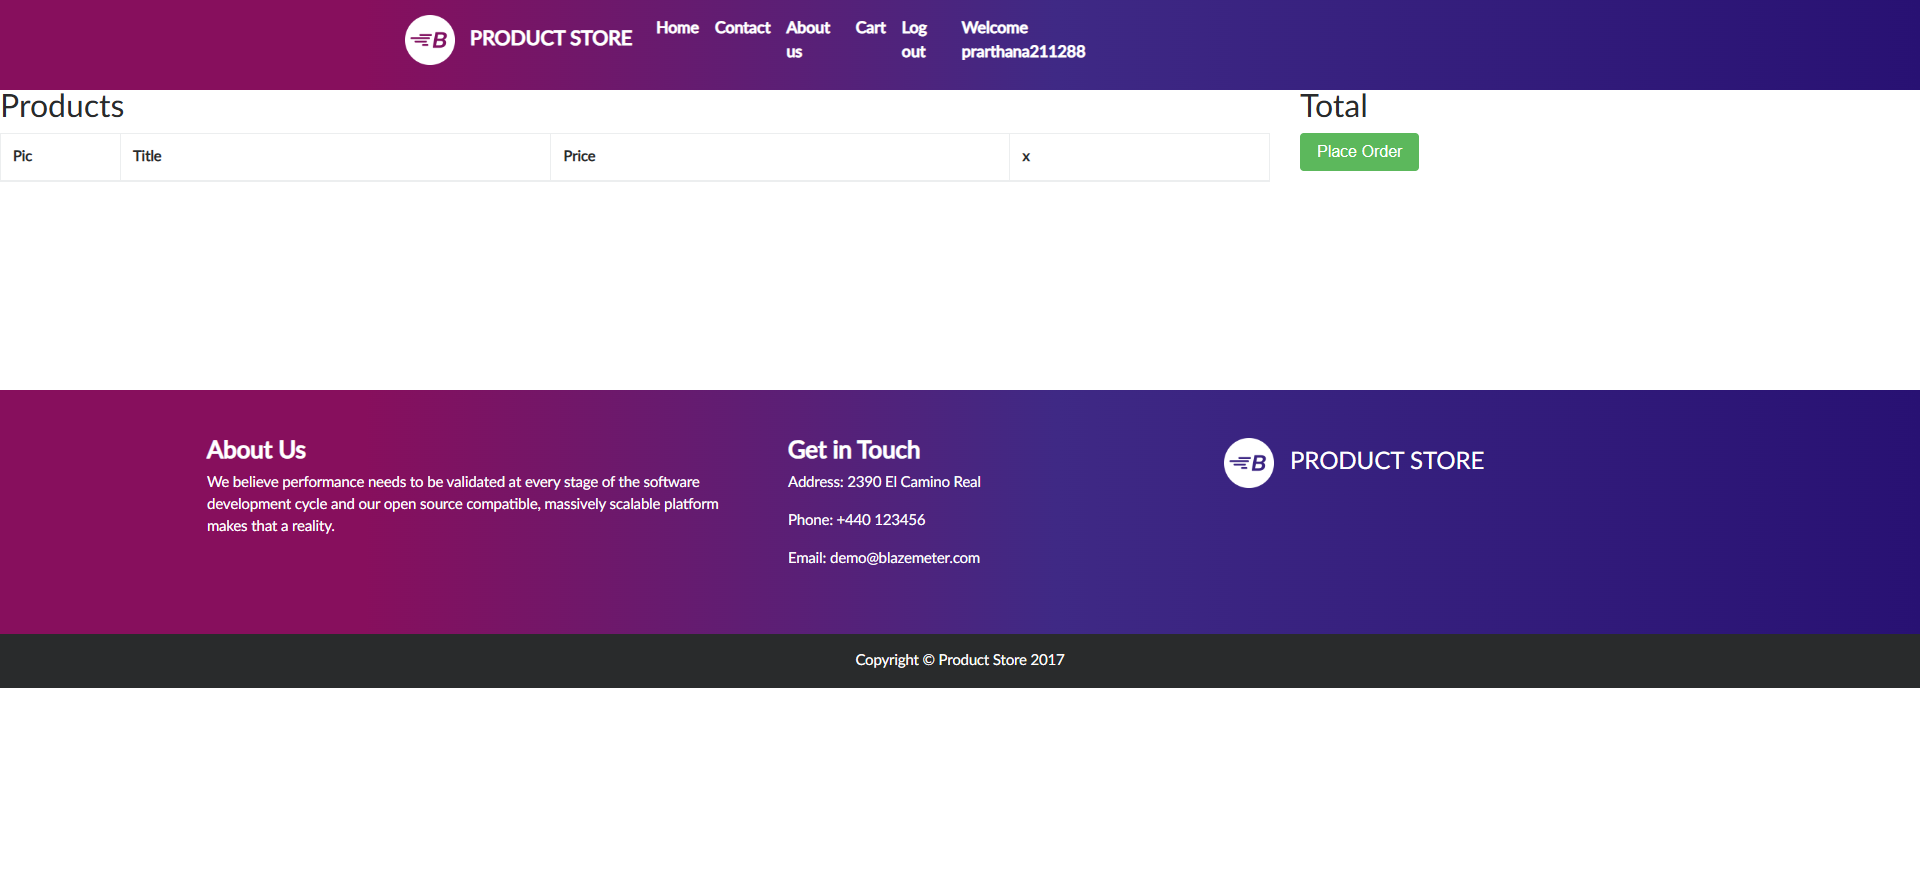 B PRODUCT STORE Home Contact About us Cart Log out Welcome prarthana211288
Products
Total
Pic Title Price x
Place Order
About Us
We believe performance needs to be validated at every stage of the software
development cycle and our open source compatible, massively scalable platform
makes that a reality.
Get in Touch
Address: 2390 El Camino Real
Phone: +440 123456
Email: demo@blazemeter.com
B PRODUCT STORE
Copyright © Product Store 2017